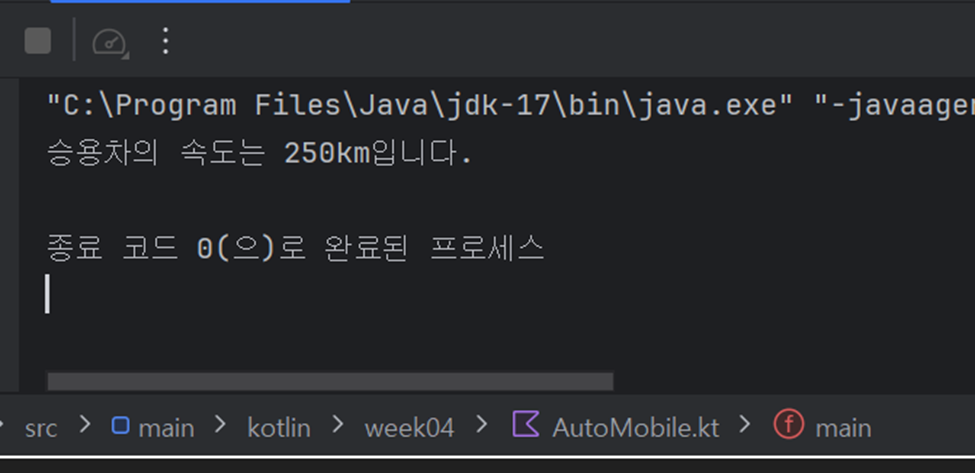 "C:\Program Files\Java\jdk-17\bin\java.exe" "-javaager
승용차의 속도는 250km입니다.
종료 코드 0(으)로 완료된 프로세스
src > main > kotlin > week04 > AutoMobile.kt > main